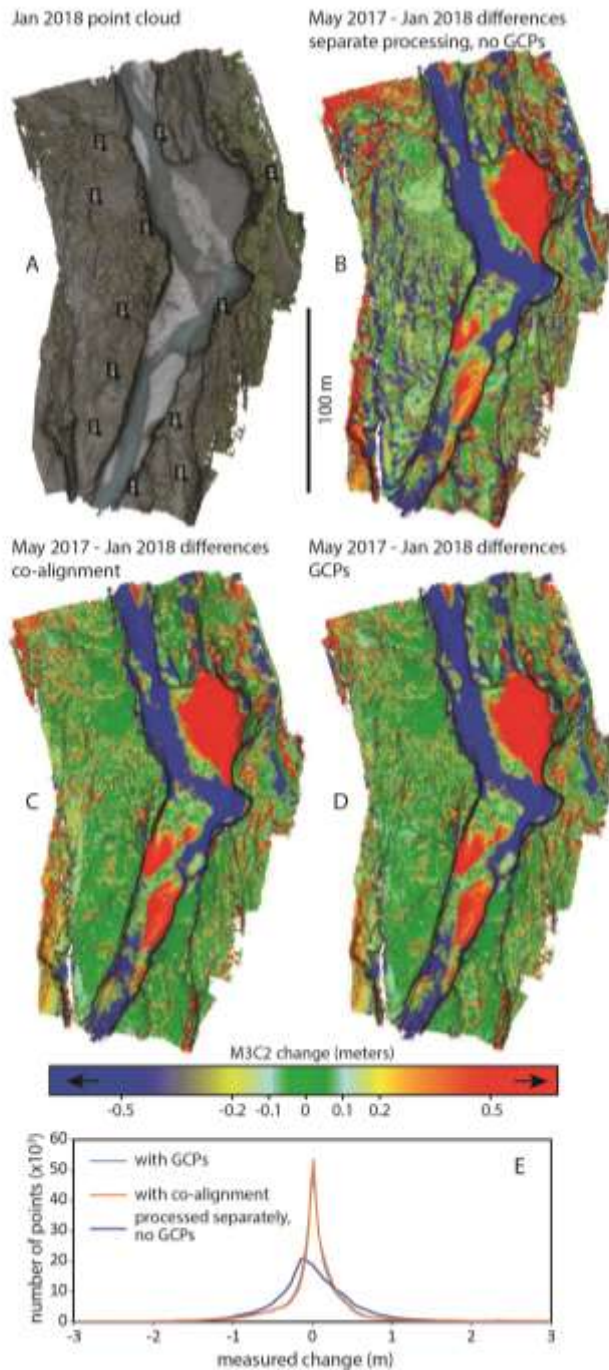 Jan 2018 point cloud
May 2017 - Jan 2018 differences
separate processing, no GCPs
A
B
100 m
May 2017 - Jan 2018 differences
co-alignment
May 2017 - Jan 2018 differences
GCPs
C
D
M3C2 change (meters)
-0.5 -0.2 -0.1 0 0.1 0.2 0.5
E
with GCPs
with co-alignment
processed separately,
no GCPs
number of points (x10³)
60
50
40
30
20
10
0
-3 -2 -1 0 1 2 3
measured change (m)